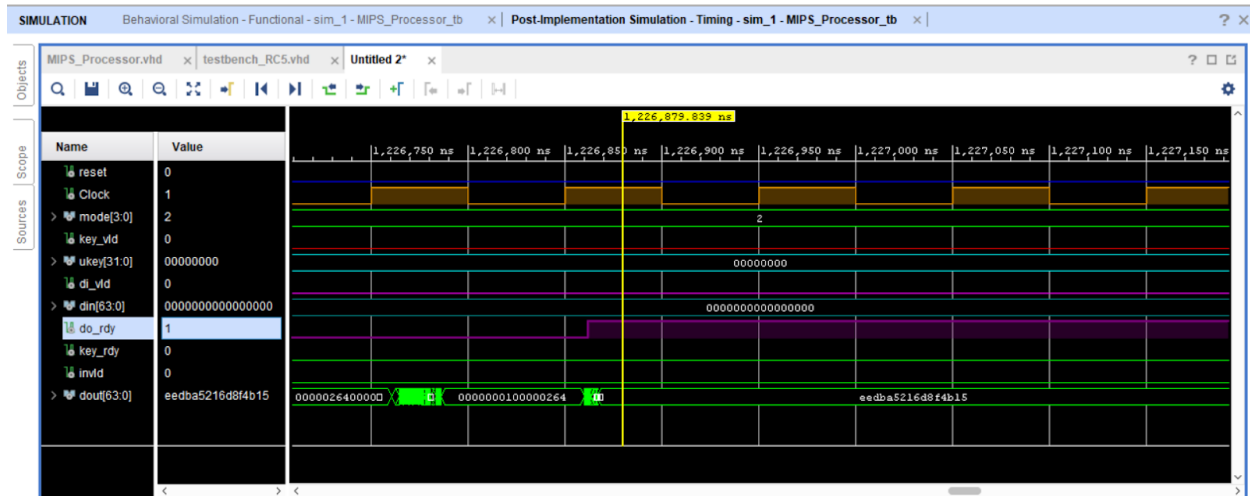 SIMULATION Behavioral Simulation - Functional - sim_1 - MIPS_Processor_tb × Post-Implementation Simulation - Timing - sim_1 - MIPS_Processor_tb × ? ×
MIPS_Processor.vhd × testbench_RC5.vhd × Untitled 2* × ?
Objects
Scope
Sources
1,226,879.839 ns
Name Value 1,226,750 ns 1,226,800 ns 1,226,850 ns 1,226,900 ns 1,226,950 ns 1,227,000 ns 1,227,050 ns 1,227,100 ns 1,227,150 ns
reset 0
Clock 1
> mode[3:0] 2 2
key_vld 0
> ukey[31:0] 00000000 00000000
di_vld 0
> din[63:0] 0000000000000000 0000000000000000
do_rdy 1
key_rdy 0
invld 0
> dout[63:0] eedba5216d8f4b15 000002640000 0000000100000264 eedba5216d8f4b15